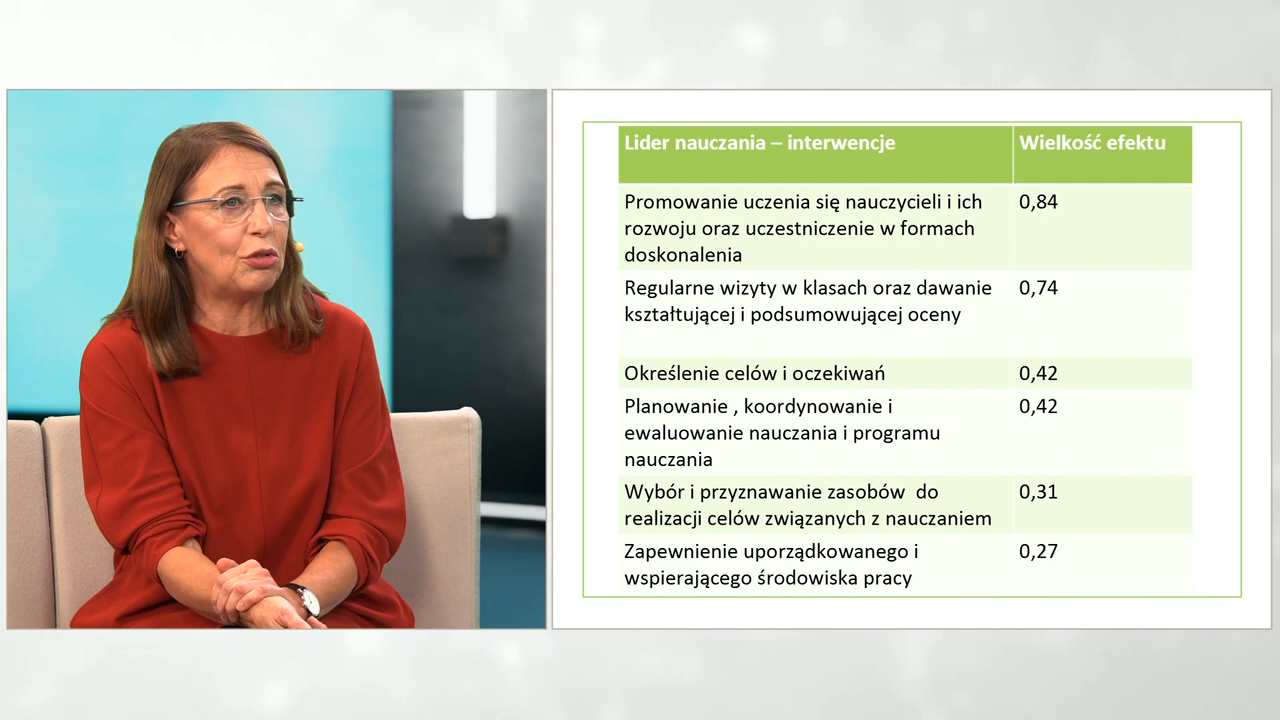 Lider nauczania – interwencje Wielkość efektu
Promowanie uczenia się nauczycieli i ich 0,84
rozwoju oraz uczestniczenie w formach
doskonalenia
Regularne wizyty w klasach oraz dawanie 0,74
kształtującej i podsumowującej oceny
Określenie celów i oczekiwań 0,42
Planowanie , koordynowanie i 0,42
ewaluowanie nauczania i programu
nauczania
Wybór i przyznawanie zasobów do 0,31
realizacji celów związanych z nauczaniem
Zapewnienie uporządkowanego i 0,27
wspierającego środowiska pracy